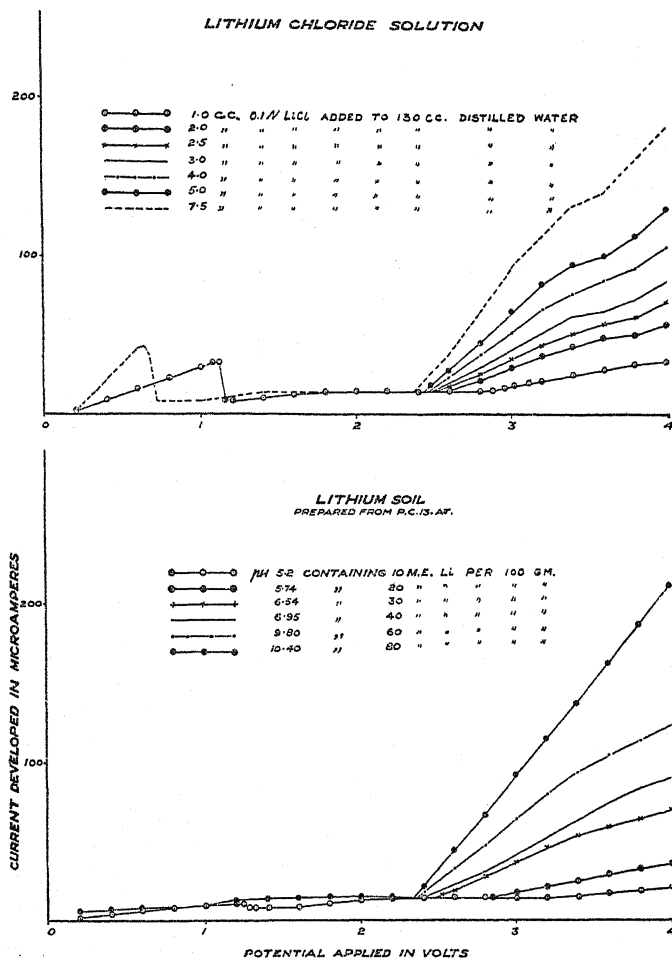 LITHIUM CHLORIDE SOLUTION
200
1.0 C.C. 0.1N LiCl ADDED TO 130 C.C. DISTILLED WATER
2.0 " " " " " " " "
2.5 " " " " " " " "
3.0 " " " " " " " "
4.0 " " " " " " " "
5.0 " " " " " " " "
7.5 " " " " " " " "
100
0
0 1 2 3 4
LITHIUM SOIL
PREPARED FROM P.C.13.AT.
pH 5.2 CONTAINING 10 M.E. Li PER 100 GM.
5.74 " 20 " " " " "
6.54 " 30 " " " " "
6.95 " 40 " " " " "
9.80 " 60 " " " " "
10.40 " 80 " " " " "
200
100
0
0 1 2 3 4
CURRENT DEVELOPED IN MICROAMPERES
POTENTIAL APPLIED IN VOLTS